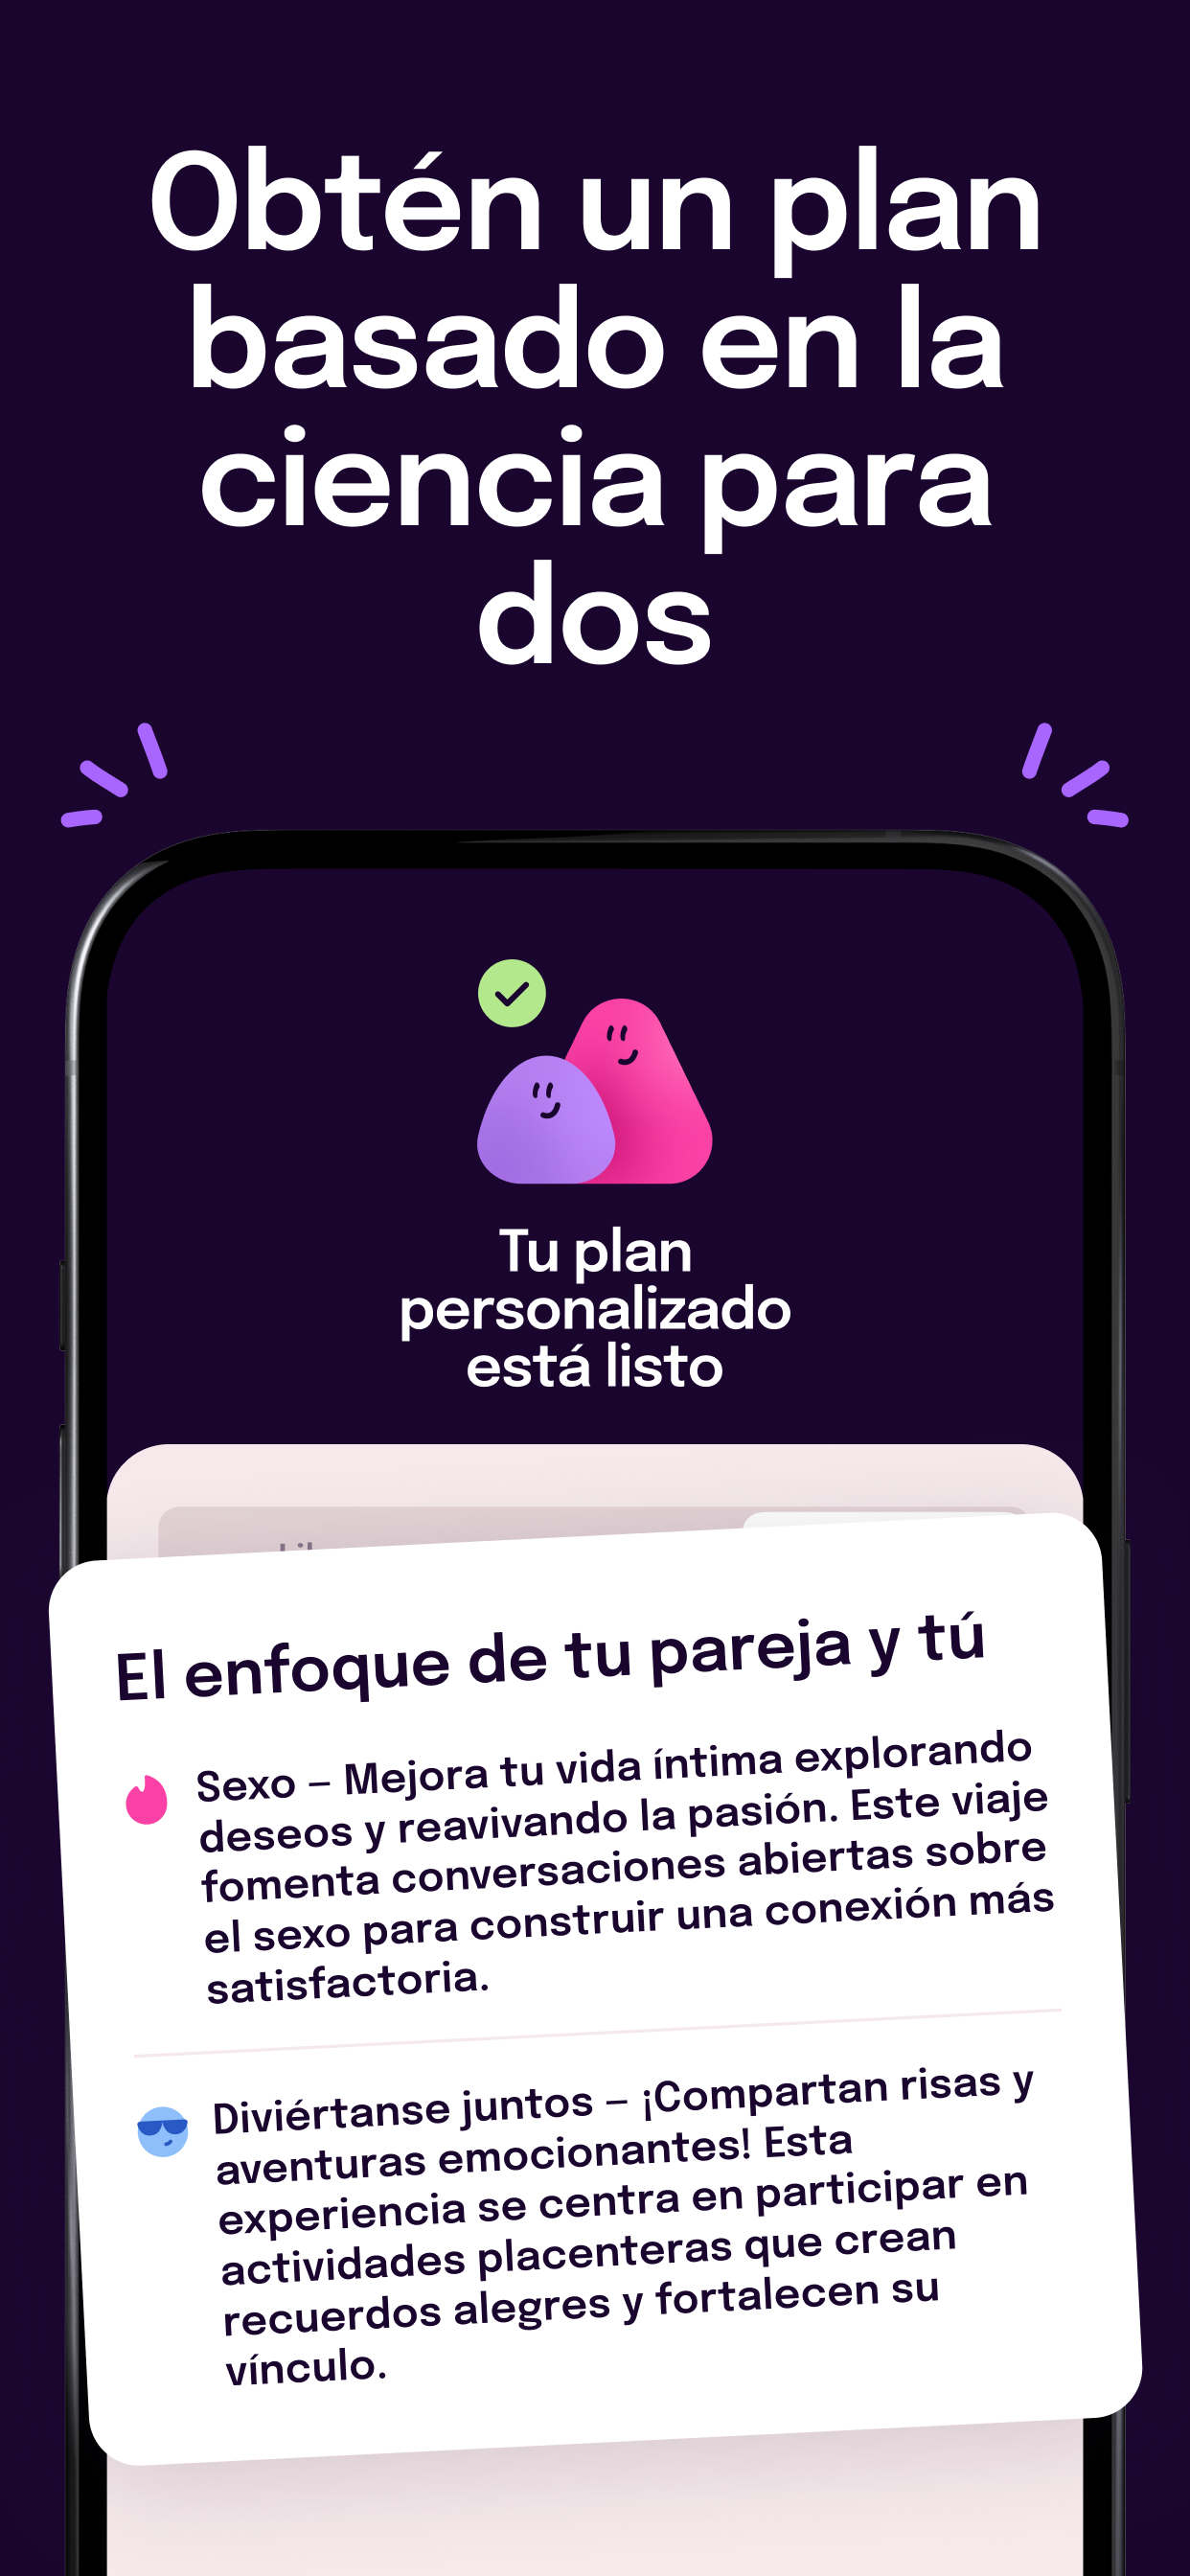 Obtén un plan
basado en la
ciencia para
dos
Tu plan
personalizado
está listo
El enfoque de tu pareja y tú
Sexo – Mejora tu vida íntima explorando
deseos y reavivando la pasión. Este viaje
fomenta conversaciones abiertas sobre
el sexo para construir una conexión más
satisfactoria.
Diviértanse juntos – ¡Compartan risas y
aventuras emocionantes! Esta
experiencia se centra en participar en
actividades placenteras que crean
recuerdos alegres y fortalecen su
vínculo.